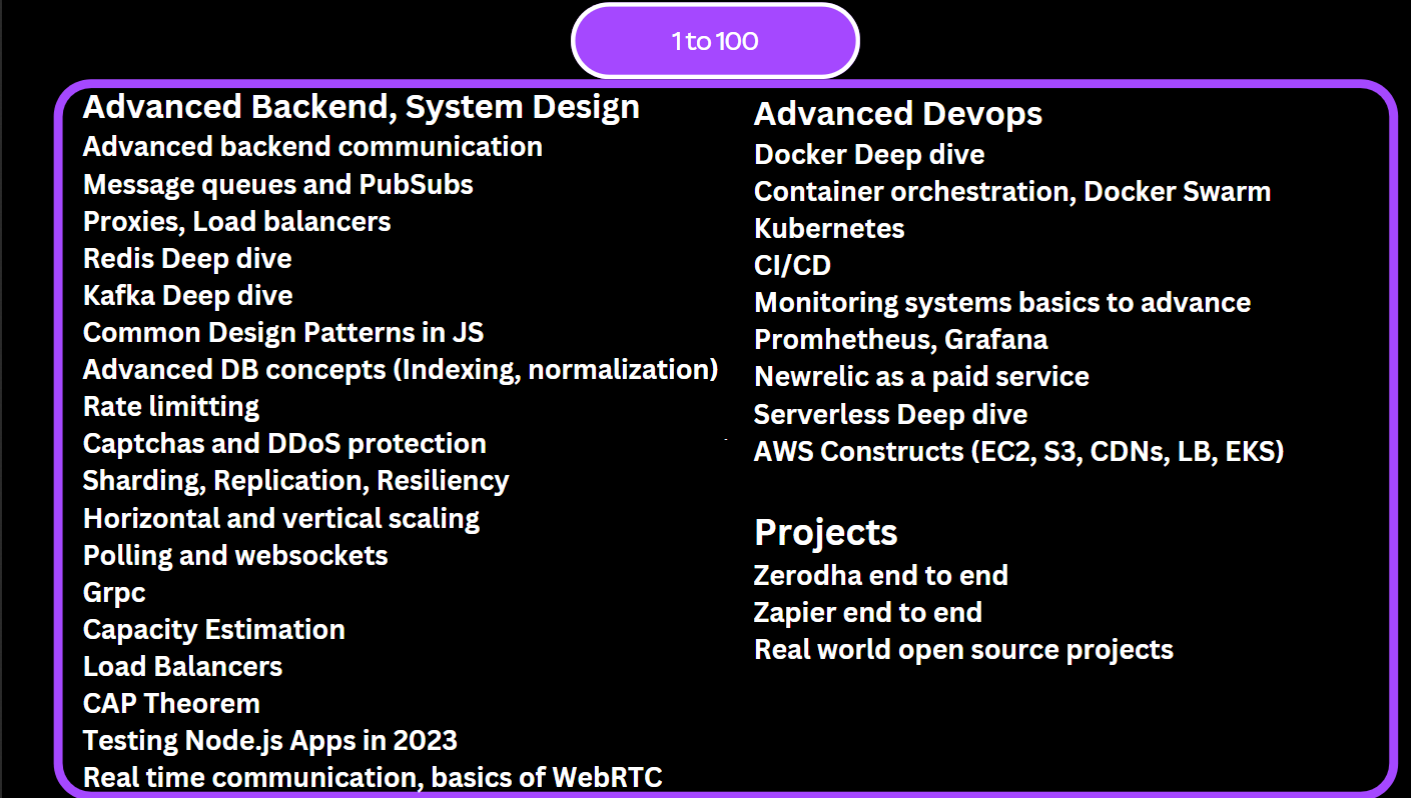 1 to 100
Advanced Backend, System Design
Advanced backend communication
Message queues and PubSubs
Proxies, Load balancers
Redis Deep dive
Kafka Deep dive
Common Design Patterns in JS
Advanced DB concepts (Indexing, normalization)
Rate limitting
Captchas and DDoS protection
Sharding, Replication, Resiliency
Horizontal and vertical scaling
Polling and websockets
Grpc
Capacity Estimation
Load Balancers
CAP Theorem
Testing Node.js Apps in 2023
Real time communication, basics of WebRTC
Advanced Devops
Docker Deep dive
Container orchestration, Docker Swarm
Kubernetes
CI/CD
Monitoring systems basics to advance
Promhetheus, Grafana
Newrelic as a paid service
Serverless Deep dive
AWS Constructs (EC2, S3, CDNs, LB, EKS)
Projects
Zerodha end to end
Zapier end to end
Real world open source projects